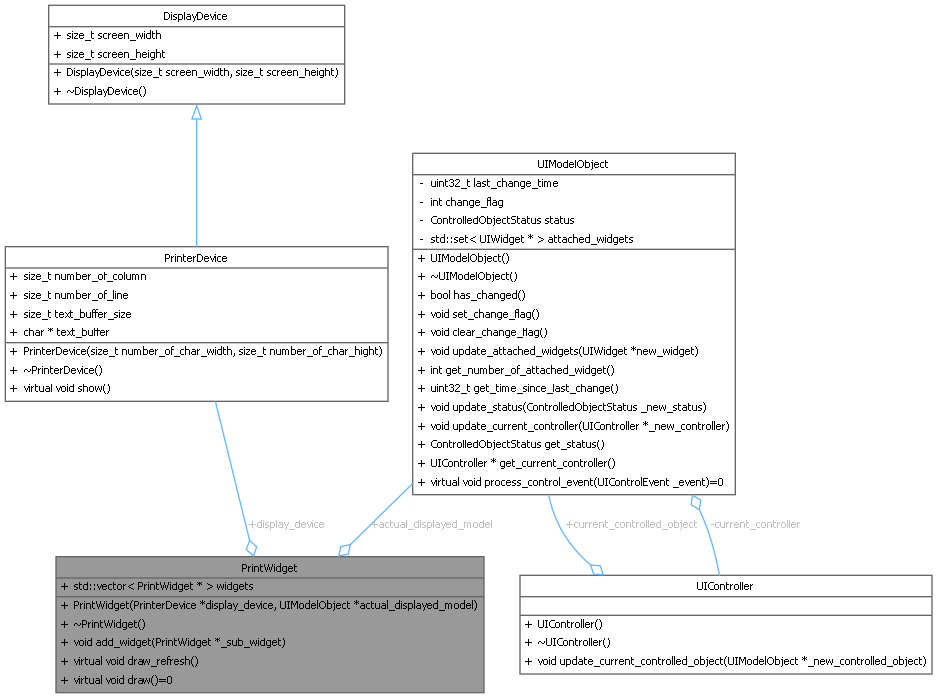 DisplayDevice
+ size_t screen_width
+ size_t screen_height
+ DisplayDevice(size_t screen_width, size_t screen_height)
+ ~DisplayDevice()
UIModelObject
- uint32_t last_change_time
- int change_flag
- ControlledObjectStatus status
- std::set< UIWidget * > attached_widgets
+ UIModelObject()
+ ~UIModelObject()
+ bool has_changed()
+ void set_change_flag()
+ void clear_change_flag()
+ void update_attached_widgets(UIWidget *new_widget)
+ int get_number_of_attached_widget()
+ uint32_t get_time_since_last_change()
+ void update_status(ControlledObjectStatus _new_status)
+ void update_current_controller(UIController *_new_controller)
+ ControlledObjectStatus get_status()
+ UIController * get_current_controller()
+ virtual void process_control_event(UIControlEvent _event)=0
PrinterDevice
+ size_t number_of_column
+ size_t number_of_line
+ size_t text_buffer_size
+ char * text_buffer
+ PrinterDevice(size_t number_of_char_width, size_t number_of_char_hight)
+ ~PrinterDevice()
+ virtual void show()
+display_device
+actual_displayed_model
+current_controlled_object
-current_controller
PrintWidget
+ std::vector< PrintWidget * > widgets
+ PrintWidget(PrinterDevice *display_device, UIModelObject *actual_displayed_model)
+ ~PrintWidget()
+ void add_widget(PrintWidget *_sub_widget)
+ virtual void draw_refresh()
+ virtual void draw()=0
UIController
+ UIController()
+ ~UIController()
+ void update_current_controlled_object(UIModelObject *_new_controlled_object)